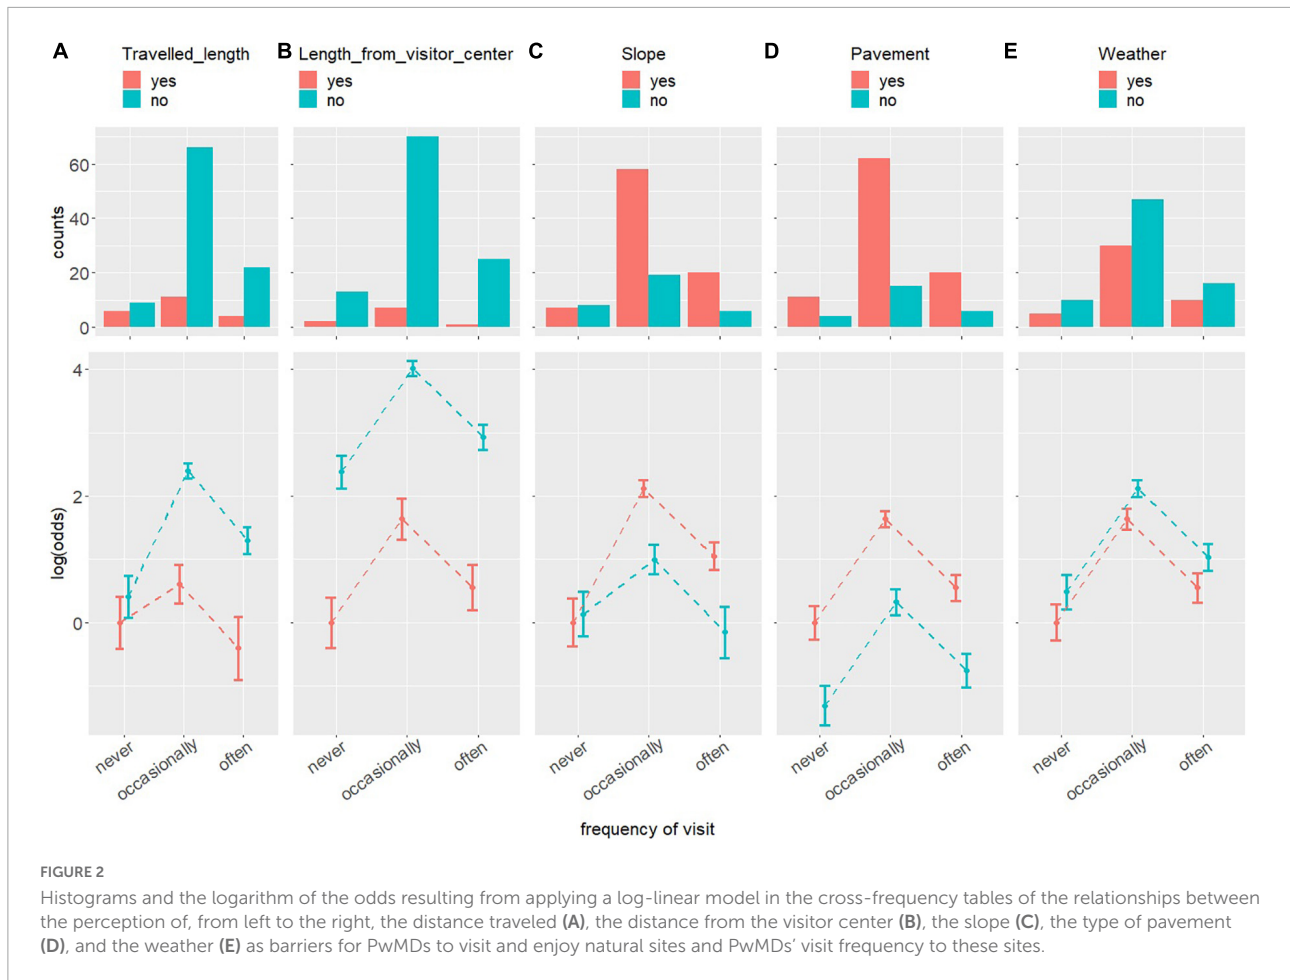 A Travelled_length
yes
no
B Length_from_visitor_center
yes
no
C Slope
yes
no
D Pavement
yes
no
E Weather
yes
no
counts
60
40
20
0
log(odds)
4
2
0
never occasionally often
never occasionally often
never occasionally often
never occasionally often
never occasionally often
frequency of visit
FIGURE 2
Histograms and the logarithm of the odds resulting from applying a log-linear model in the cross-frequency tables of the relationships between
the perception of, from left to the right, the distance traveled (A), the distance from the visitor center (B), the slope (C), the type of pavement
(D), and the weather (E) as barriers for PwMDs to visit and enjoy natural sites and PwMDs' visit frequency to these sites.